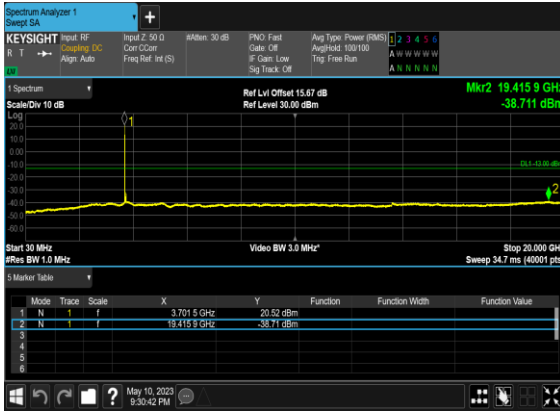 Spectrum Analyzer 1
Swept SA
+
KEYSIGHT
R T
Input: RF
Coupling: DC
Align: Auto
Input Z: 50 Ω
Corr CCorr
Freq Ref: Int (S)
#Atten: 30 dB
PNO: Fast
Gate: Off
IF Gain: Low
Sig Track: Off
Avg Type: Power (RMS)
Avg|Hold: 100/100
Trig: Free Run
1 2 3 4 5 6
A W W W W W
A N N N N N
1 Spectrum
Scale/Div 10 dB
Ref Lvl Offset 15.67 dB
Ref Level 30.00 dBm
Mkr2 19.415 9 GHz
-38.711 dBm
Log
20.0
10.0
0.00
-10.0
-20.0
-30.0
-40.0
-50.0
-60.0
1
DL1 -13.00 dBm
2
Start 30 MHz
#Res BW 1.0 MHz
Video BW 3.0 MHz*
Stop 20.000 GHz
Sweep 34.7 ms (40001 pts)
5 Marker Table
Mode Trace Scale X Y Function Function Width Function Value
1 N 1 f 3.701 5 GHz 20.52 dBm
2 N 1 f 19.415 9 GHz -38.71 dBm
3
4
5
6
?
May 10, 2023
9:30:42 PM